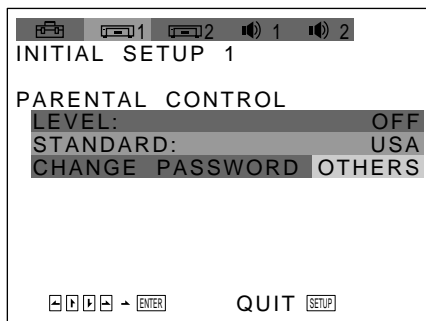 1 2 1 2
INITIAL SETUP 1
PARENTAL CONTROL
LEVEL: OFF
STANDARD: USA
CHANGE PASSWORD OTHERS
ENTER QUIT SETUP